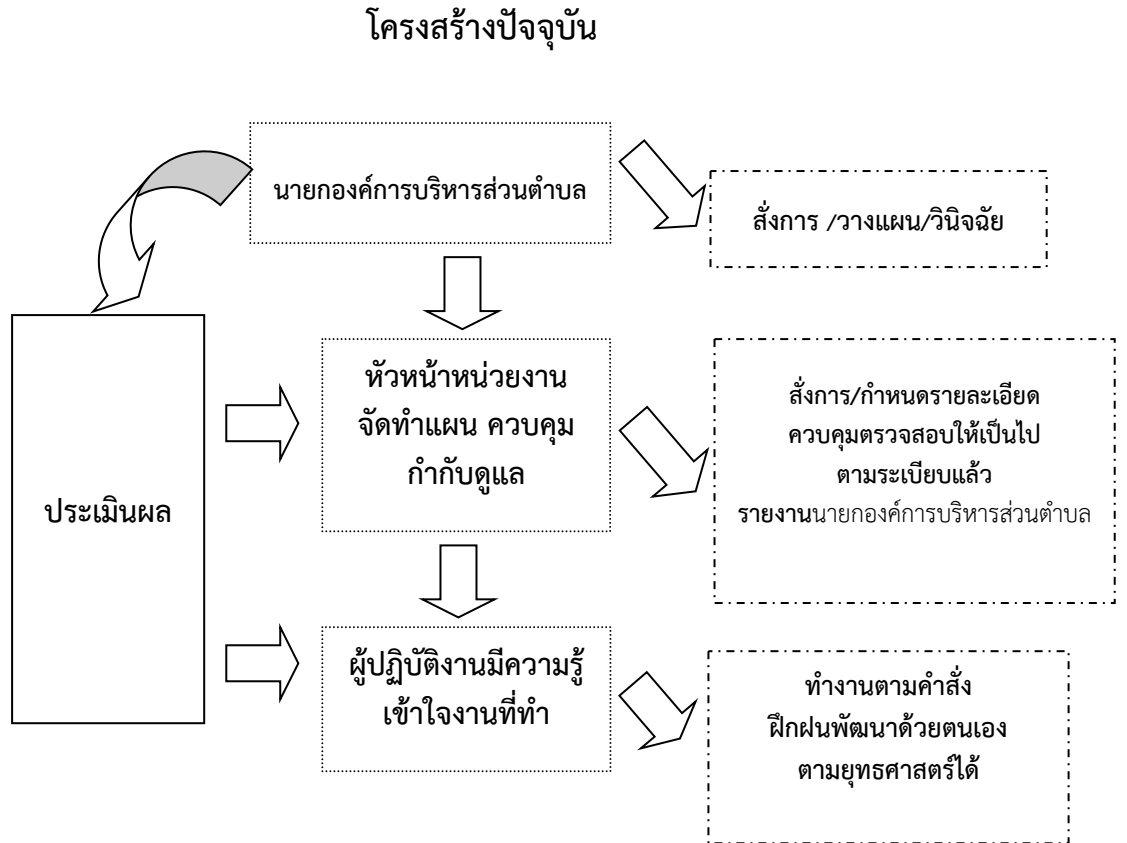 โครงสร้างปัจจุบัน
นายกองค์การบริหารส่วนตำบล
สั่งการ /วางแผน/วินิจฉัย
หัวหน้าหน่วยงาน
จัดทำแผน ควบคุม
กำกับดูแล
สั่งการ/กำหนดรายละเอียด
ควบคุมตรวจสอบให้เป็นไป
ตามระเบียบแล้ว
รายงานนายกองค์การบริหารส่วนตำบล
ประเมินผล
ผู้ปฏิบัติงานมีความรู้
เข้าใจงานที่ทำ
ทำงานตามคำสั่ง
ฝึกฝนพัฒนาด้วยตนเอง
ตามยุทธศาสตร์ได้